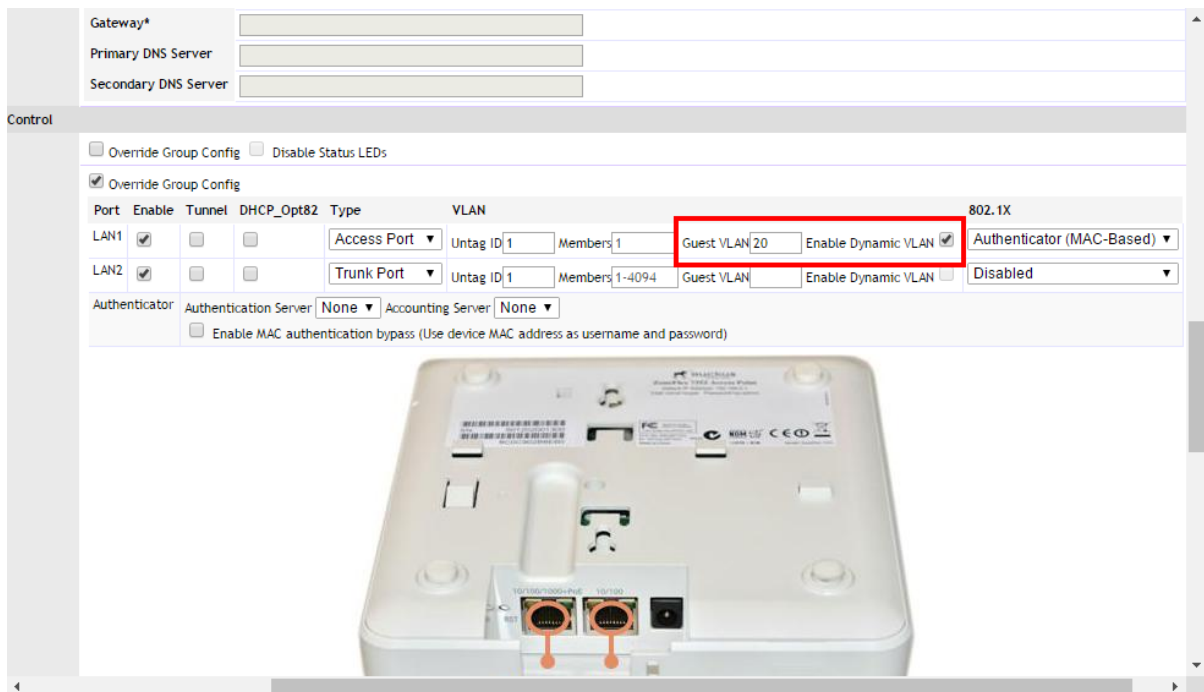 Gateway*
Primary DNS Server
Secondary DNS Server
Control
Override Group Config Disable Status LEDs
Override Group Config
Port Enable Tunnel DHCP_Opt82 Type VLAN 802.1X
LAN1 Access Port Untag ID 1 Members 1 Guest VLAN 20 Enable Dynamic VLAN Authenticator (MAC-Based)
LAN2 Trunk Port Untag ID 1 Members 1-4094 Guest VLAN Enable Dynamic VLAN Disabled
Authenticator Authentication Server None Accounting Server None
Enable MAC authentication bypass (Use device MAC address as username and password)
FC
10/100/1000+PoE 10/100
RST